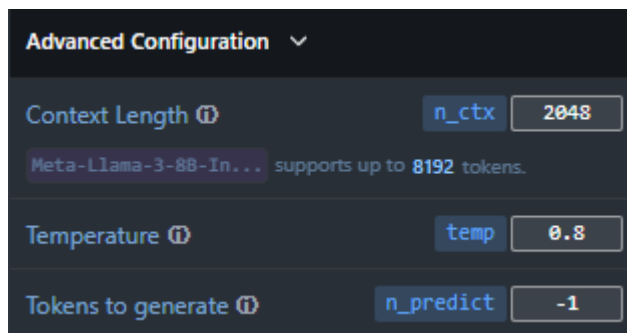 Advanced Configuration
Context Length n_ctx 2048
Meta-Llama-3-8B-In... supports up to 8192 tokens.
Temperature temp 0.8
Tokens to generate n_predict -1